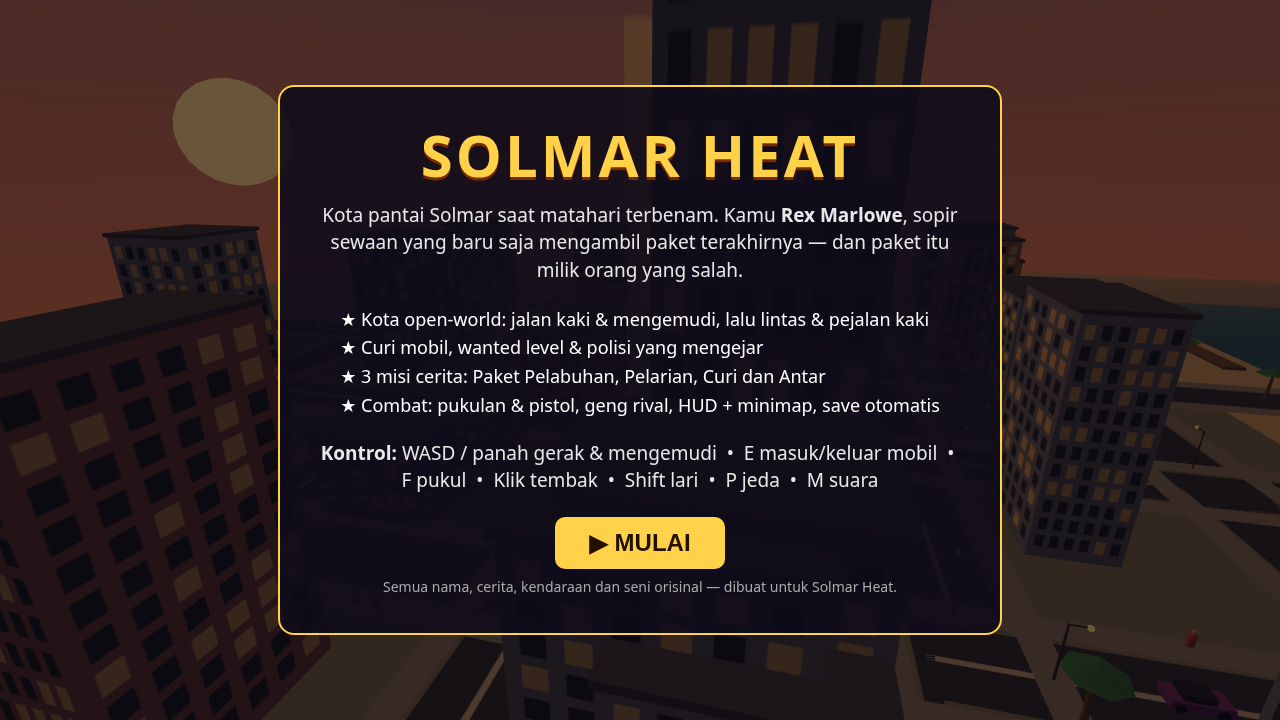 SOLMAR HEAT
Kota pantai Solmar saat matahari terbenam. Kamu Rex Marlowe, sopir
sewaan yang baru saja mengambil paket terakhirnya — dan paket itu
milik orang yang salah.
★ Kota open-world: jalan kaki & mengemudi, lalu lintas & pejalan kaki
★ Curi mobil, wanted level & polisi yang mengejar
★ 3 misi cerita: Paket Pelabuhan, Pelarian, Curi dan Antar
★ Combat: pukulan & pistol, geng rival, HUD + minimap, save otomatis
Kontrol: WASD / panah gerak & mengemudi • E masuk/keluar mobil •
F pukul • Klik tembak • Shift lari • P jeda • M suara
▶ MULAI
Semua nama, cerita, kendaraan dan seni orisinal — dibuat untuk Solmar Heat.